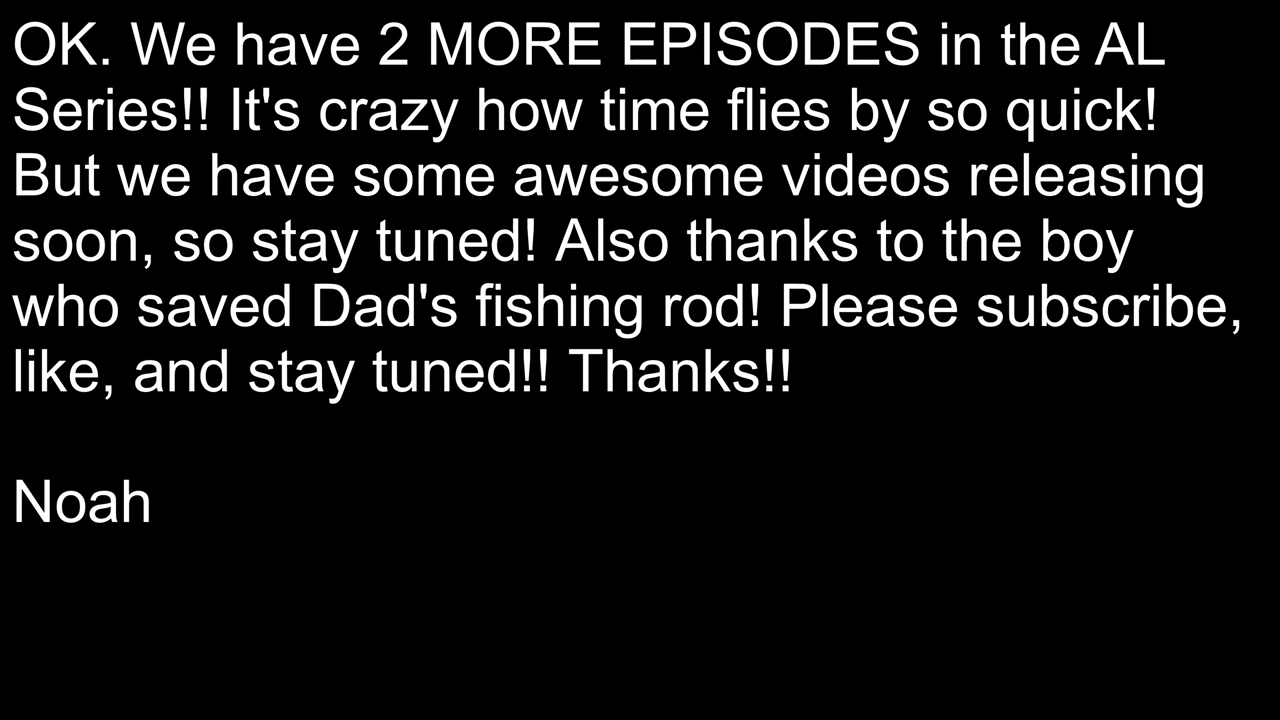 OK. We have 2 MORE EPISODES in the AL
Series!! It's crazy how time flies by so quick!
But we have some awesome videos releasing
soon, so stay tuned! Also thanks to the boy
who saved Dad's fishing rod! Please subscribe,
like, and stay tuned!! Thanks!!
Noah